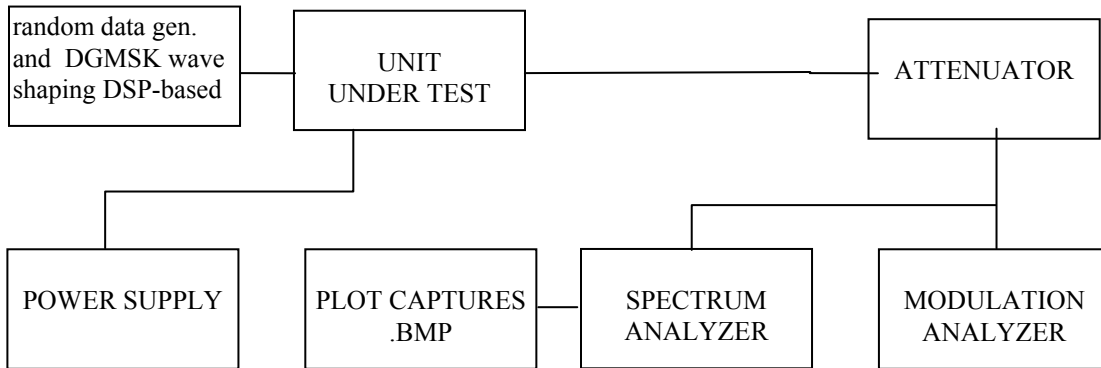 random data gen.
and DGMSK wave
shaping DSP-based
UNIT
UNDER TEST
ATTENUATOR
POWER SUPPLY
PLOT CAPTURES
.BMP
SPECTRUM
ANALYZER
MODULATION
ANALYZER